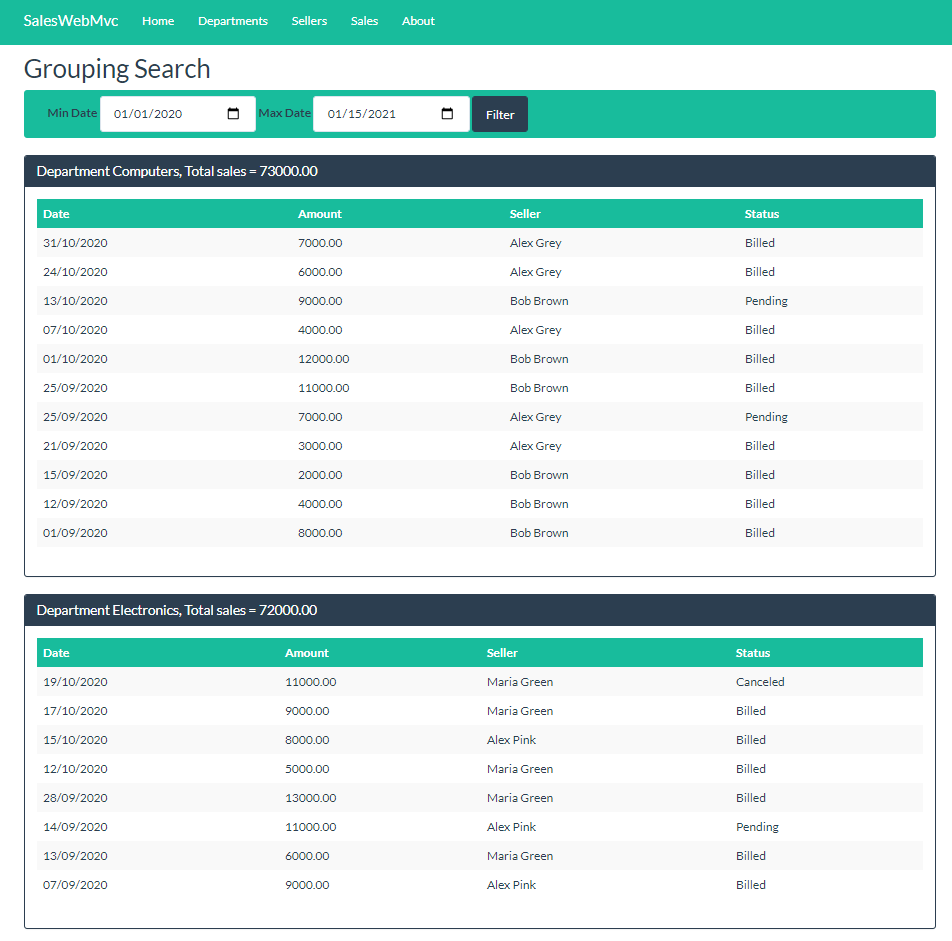 SalesWebMvc Home Departments Sellers Sales About
Grouping Search
Min Date 01/01/2020 Max Date 01/15/2021 Filter
Department Computers, Total sales = 73000.00
Date Amount Seller Status
31/10/2020 7000.00 Alex Grey Billed
24/10/2020 6000.00 Alex Grey Billed
13/10/2020 9000.00 Bob Brown Pending
07/10/2020 4000.00 Alex Grey Billed
01/10/2020 12000.00 Bob Brown Billed
25/09/2020 11000.00 Bob Brown Billed
25/09/2020 7000.00 Alex Grey Pending
21/09/2020 3000.00 Alex Grey Billed
15/09/2020 2000.00 Bob Brown Billed
12/09/2020 4000.00 Bob Brown Billed
01/09/2020 8000.00 Bob Brown Billed
Department Electronics, Total sales = 72000.00
Date Amount Seller Status
19/10/2020 11000.00 Maria Green Canceled
17/10/2020 9000.00 Maria Green Billed
15/10/2020 8000.00 Alex Pink Billed
12/10/2020 5000.00 Maria Green Billed
28/09/2020 13000.00 Maria Green Billed
14/09/2020 11000.00 Alex Pink Pending
13/09/2020 6000.00 Maria Green Billed
07/09/2020 9000.00 Alex Pink Billed